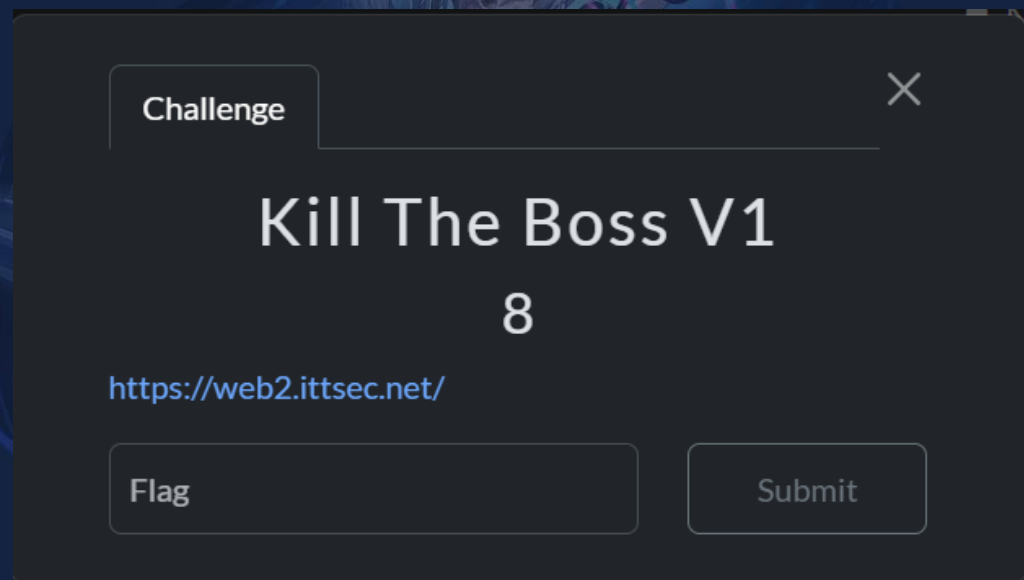 Challenge
Kill The Boss V1
8
https://web2.ittsec.net/
Flag
Submit